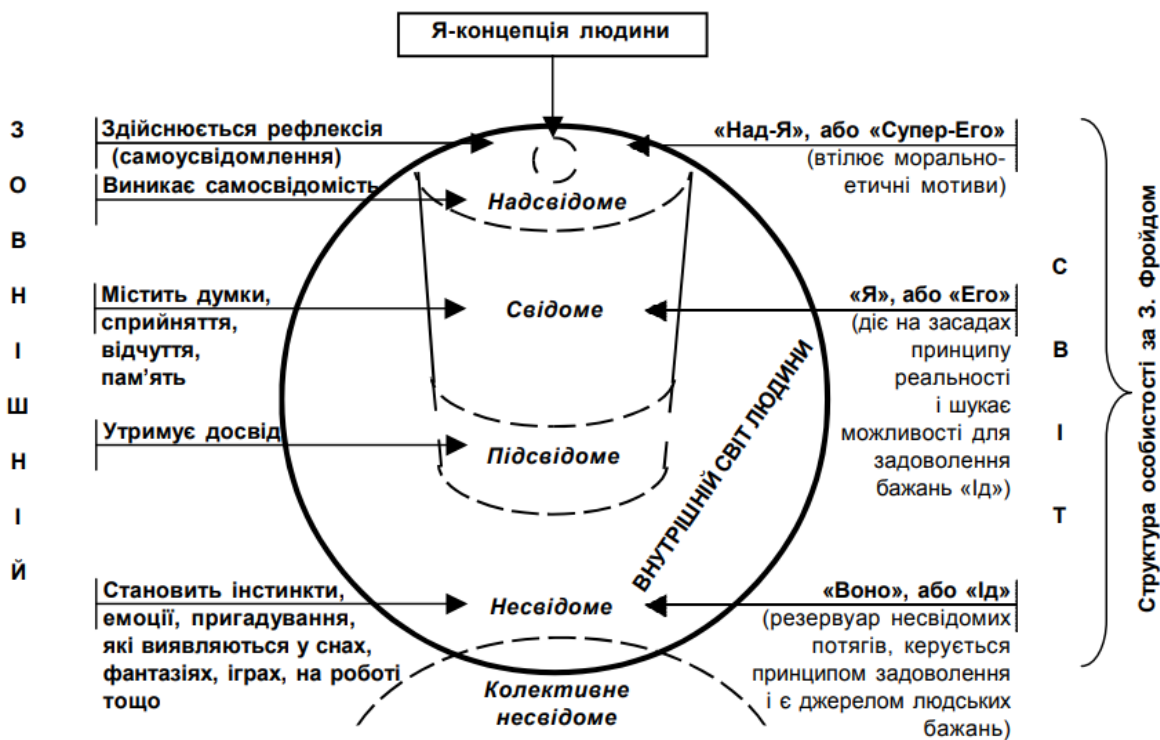 Я-концепція людини
ЗОВНІШНІЙ
Здійснюється рефлексія
(самоусвідомлення)
Виникає самосвідомість
Містить думки,
сприйняття,
відчуття,
пам’ять
Утримує досвід
Становить інстинкти,
емоції, пригадування,
які виявляються у снах,
фантазіях, іграх, на роботі
тощо
Надсвідоме
Свідоме
Підсвідоме
Несвідоме
Колективне
несвідоме
ВНУТРІШНІЙ СВІТ ЛЮДИНИ
«Над-Я», або «Супер-Его»
(втілює морально-
етичні мотиви)
«Я», або «Его»
(діє на засадах
принципу
реальності
і шукає
можливості для
задоволення
бажань «Ід»)
«Воно», або «Ід»
(резервуар несвідомих
потягів, керується
принципом задоволення
і є джерелом людських
бажань)
СВІТ
Структура особистості за З. Фройдом